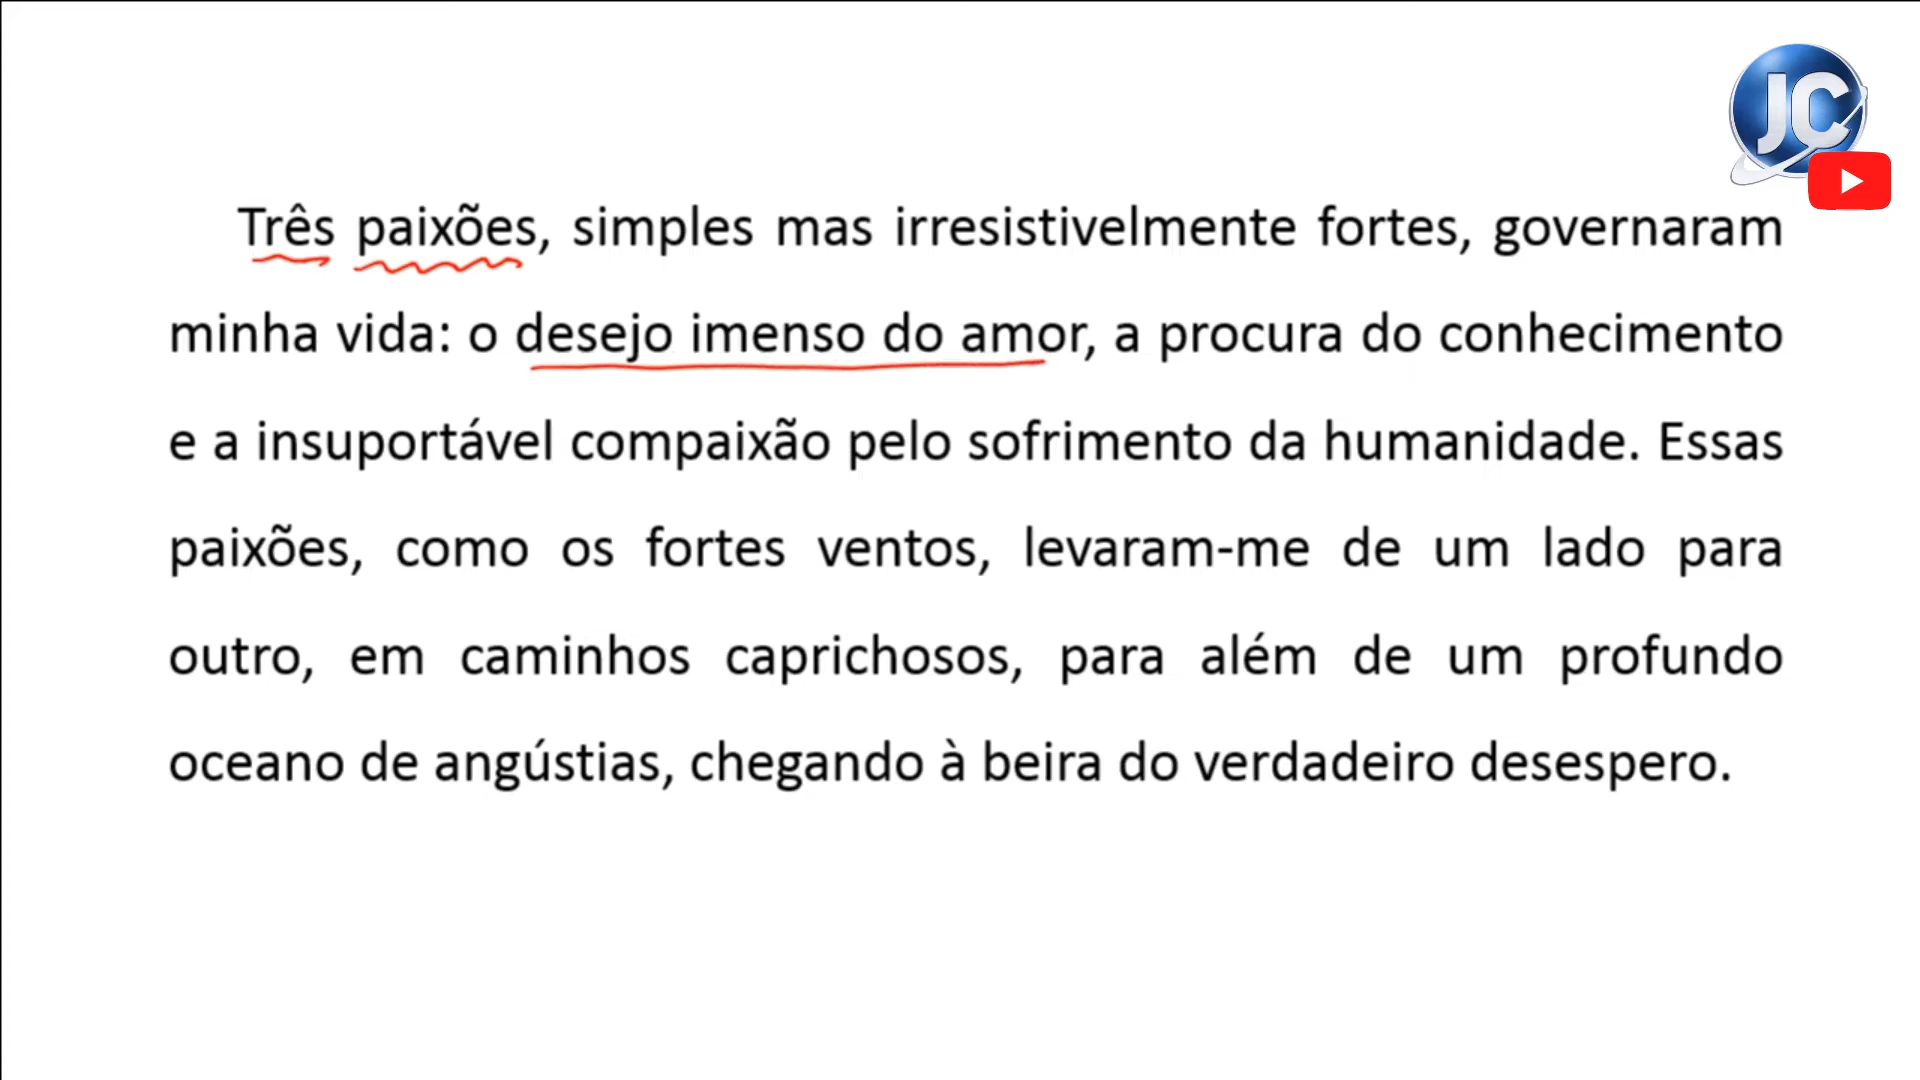 JC
Três paixões, simples mas irresistivelmente fortes, governaram
minha vida: o desejo imenso do amor, a procura do conhecimento
e a insuportável compaixão pelo sofrimento da humanidade. Essas
paixões, como os fortes ventos, levaram-me de um lado para
outro, em caminhos caprichosos, para além de um profundo
oceano de angústias, chegando à beira do verdadeiro desespero.